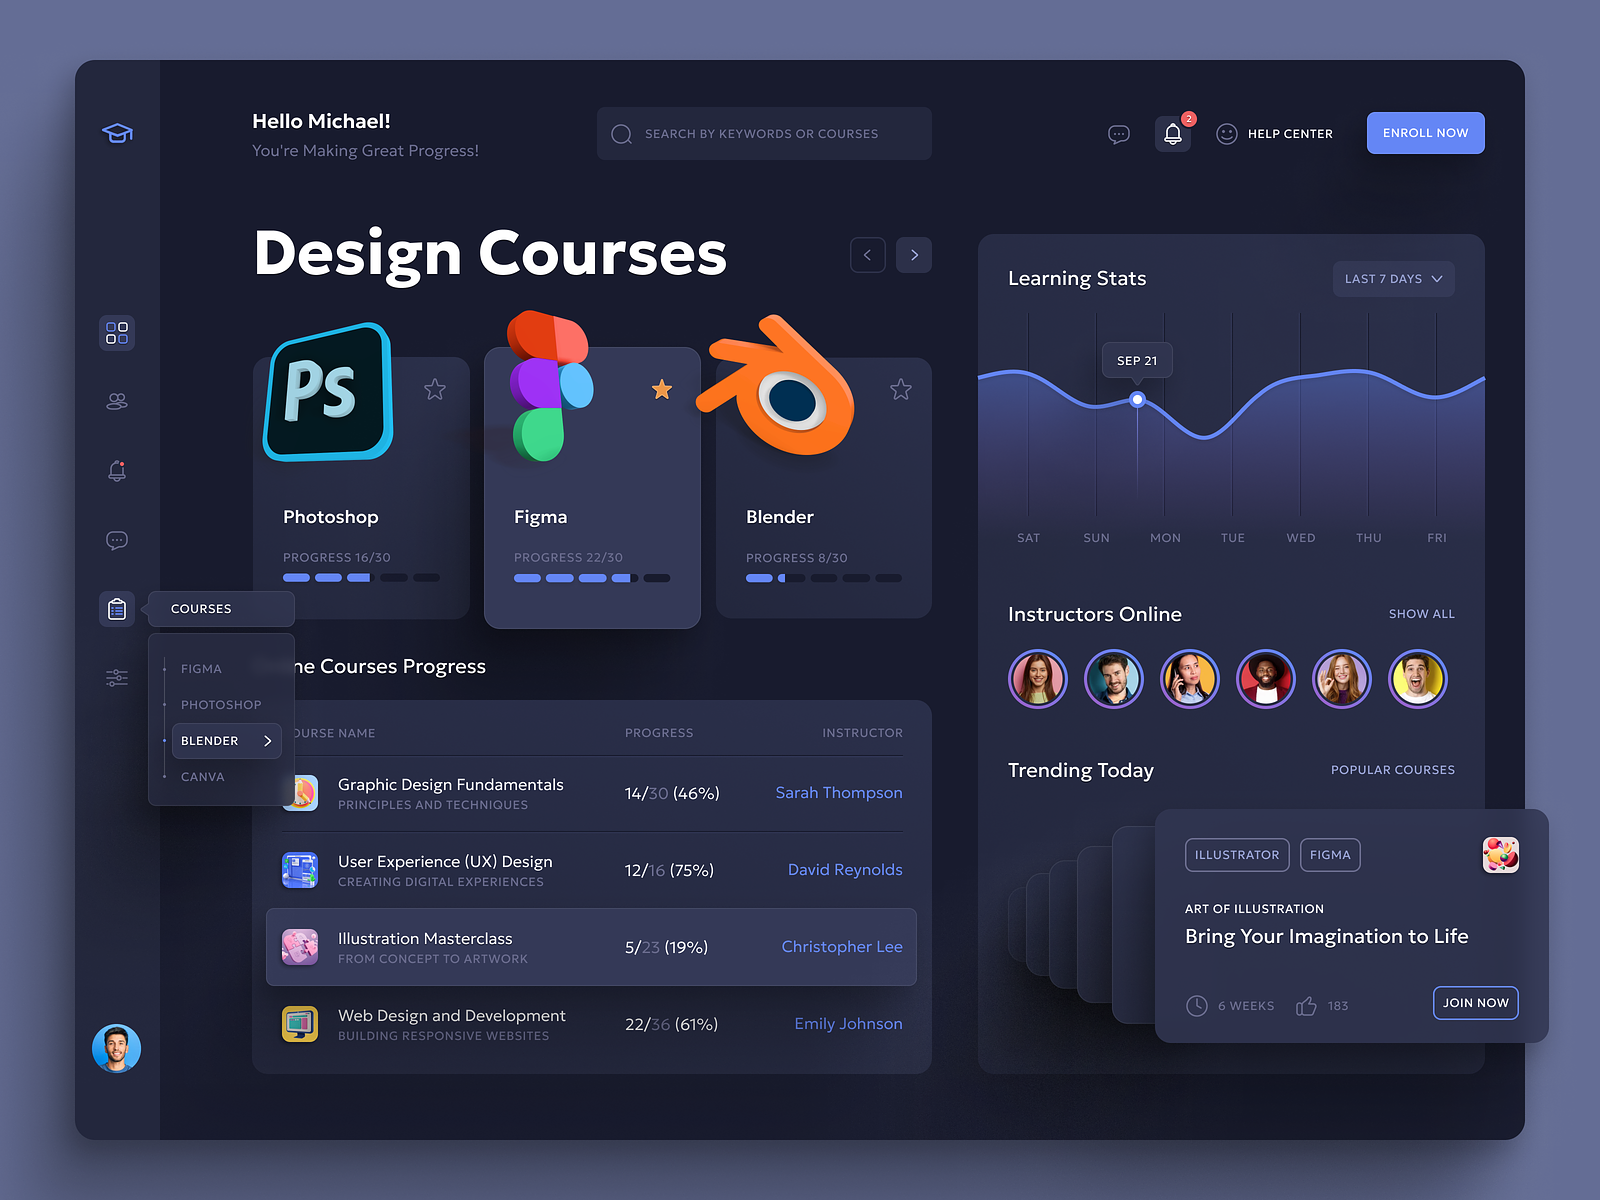 Hello Michael!
You're Making Great Progress!
SEARCH BY KEYWORDS OR COURSES
2
HELP CENTER
ENROLL NOW
Design Courses
Ps
Photoshop
PROGRESS 16/30
Figma
PROGRESS 22/30
Blender
PROGRESS 8/30
COURSES
FIGMA
PHOTOSHOP
BLENDER
CANVA
ne Courses Progress
OURSE NAME
PROGRESS
INSTRUCTOR
Graphic Design Fundamentals
PRINCIPLES AND TECHNIQUES
14/30 (46%)
Sarah Thompson
User Experience (UX) Design
CREATING DIGITAL EXPERIENCES
12/16 (75%)
David Reynolds
Illustration Masterclass
FROM CONCEPT TO ARTWORK
5/23 (19%)
Christopher Lee
Web Design and Development
BUILDING RESPONSIVE WEBSITES
22/36 (61%)
Emily Johnson
Learning Stats
LAST 7 DAYS
SEP 21
SAT SUN MON TUE WED THU FRI
Instructors Online
SHOW ALL
Trending Today
POPULAR COURSES
ILLUSTRATOR
FIGMA
ART OF ILLUSTRATION
Bring Your Imagination to Life
6 WEEKS
183
JOIN NOW